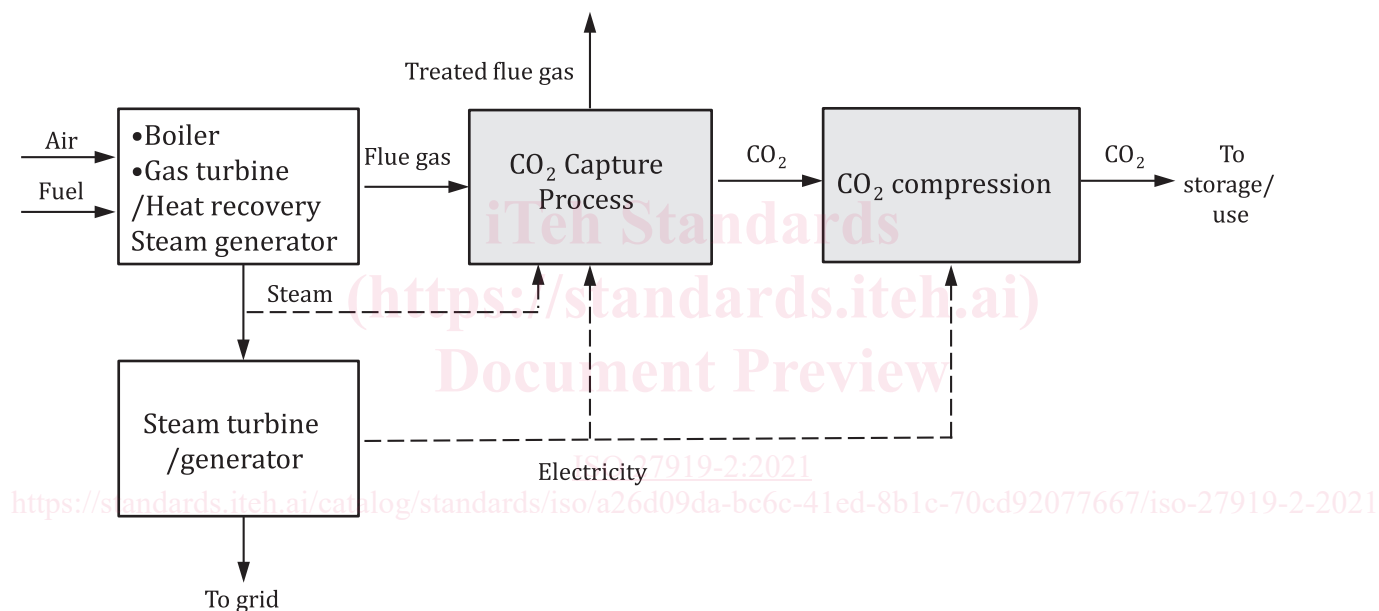 Treated flue gas
Air
Fuel
•Boiler
•Gas turbine
/Heat recovery
Steam generator
Flue gas
CO₂ Capture
Process
CO₂
CO₂ compression
CO₂
To
storage/
use
iTeh Standards
Steam
(https://standards.iteh.ai)
Document Preview
Steam turbine
/generator
Electricity
ISO 27919-2:2021
https://standards.iteh.ai/catalog/standards/iso/a26d09da-bc6c-41ed-8b1c-70cd92077667/iso-27919-2-2021
To grid